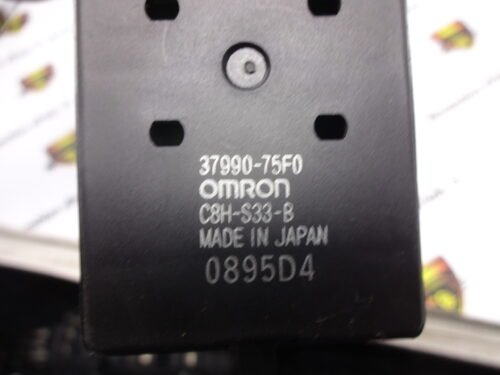 37990-75F0
OMRON
C8H-S33-B
MADE IN JAPAN
0895D4